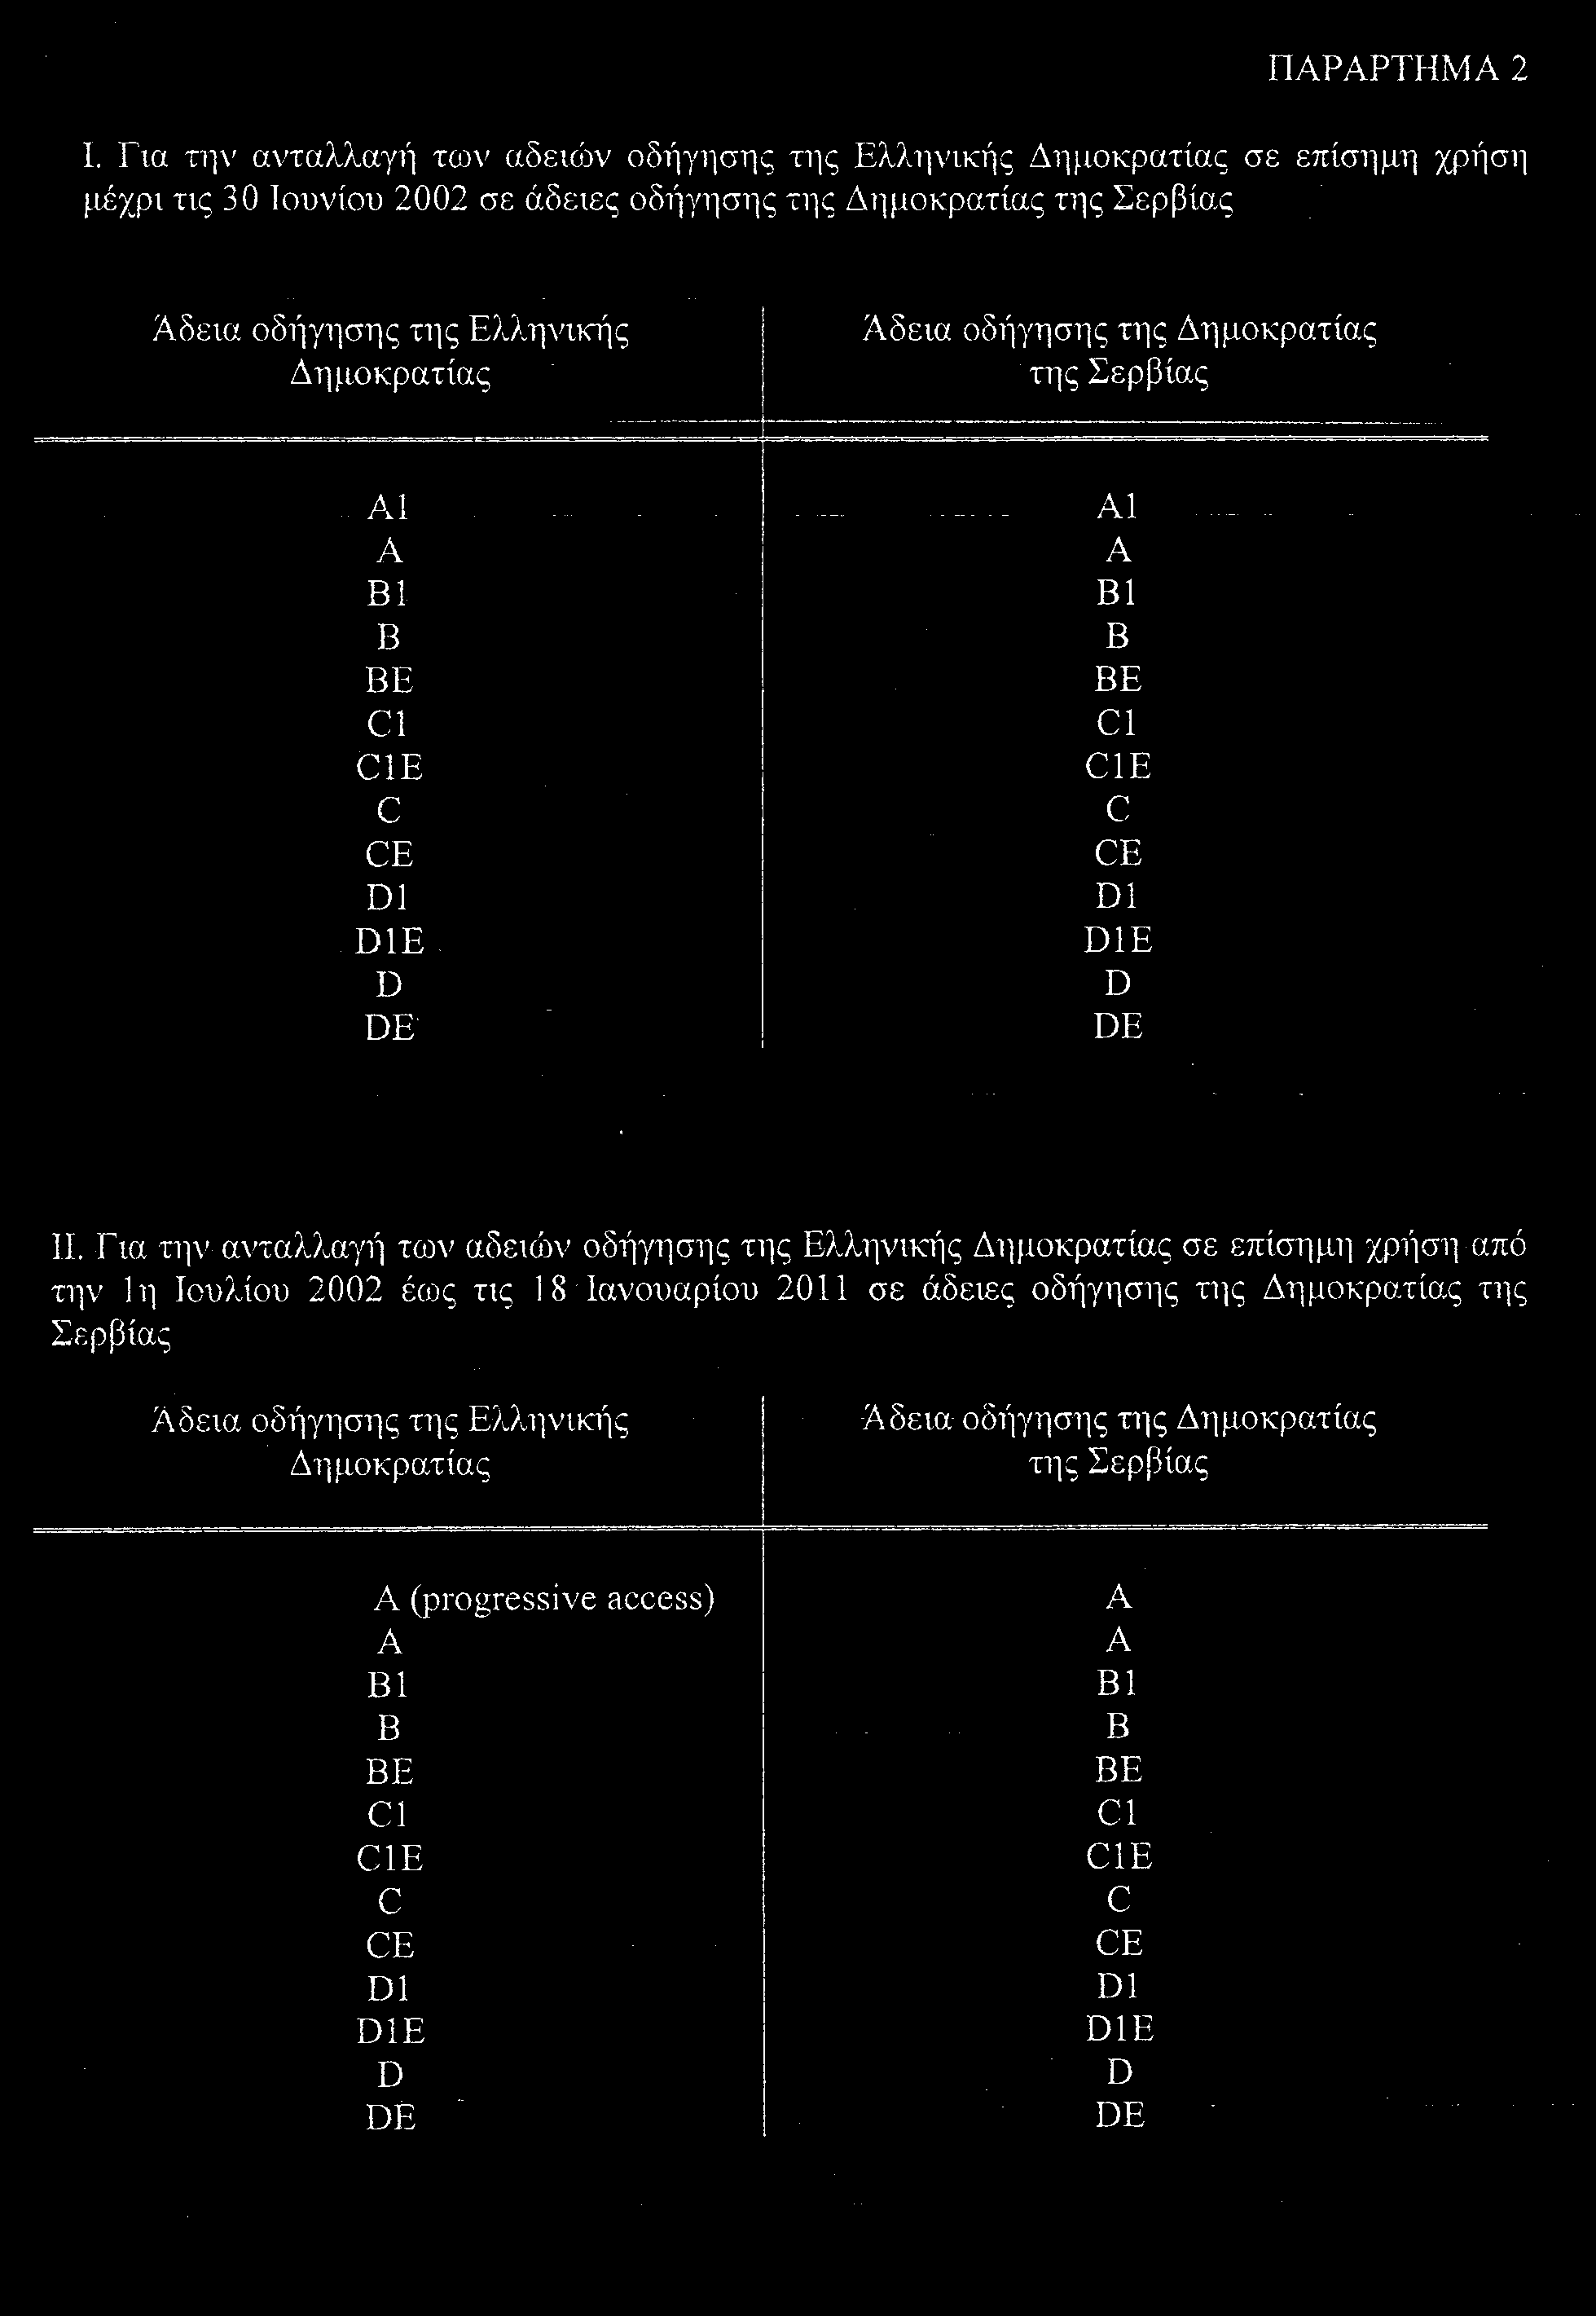 ΠΑΡΑΡΤΗΜΑ 2
I. Για την ανταλλαγή των αδειών οδήγησης της Ελληνικής Δημοκρατίας σε επίσημη χρήση
μέχρι τις 30 Ιουνίου 2002 σε άδειες οδήγησης της Δημοκρατίας της Σερβίας
Άδεια οδήγησης της Ελληνικής Άδεια οδήγησης της Δημοκρατίας
Δημοκρατίας της Σερβίας
A1 A1
A A
B1 B1
B B
BE BE
C1 C1
C1E C1E
C C
CE CE
D1 D1
D1E D1E
D D
DE DE
II. Για την ανταλλαγή των αδειών οδήγησης της Ελληνικής Δημοκρατίας σε επίσημη χρήση από
την 1η Ιουλίου 2002 έως τις 18 Ιανουαρίου 2011 σε άδειες οδήγησης της Δημοκρατίας της
Σερβίας
Άδεια οδήγησης της Ελληνικής Άδεια οδήγησης της Δημοκρατίας
Δημοκρατίας της Σερβίας
A (progressive access) A
A A
B1 B1
B B
BE BE
C1 C1
C1E C1E
C C
CE CE
D1 D1
D1E D1E
D D
DE DE